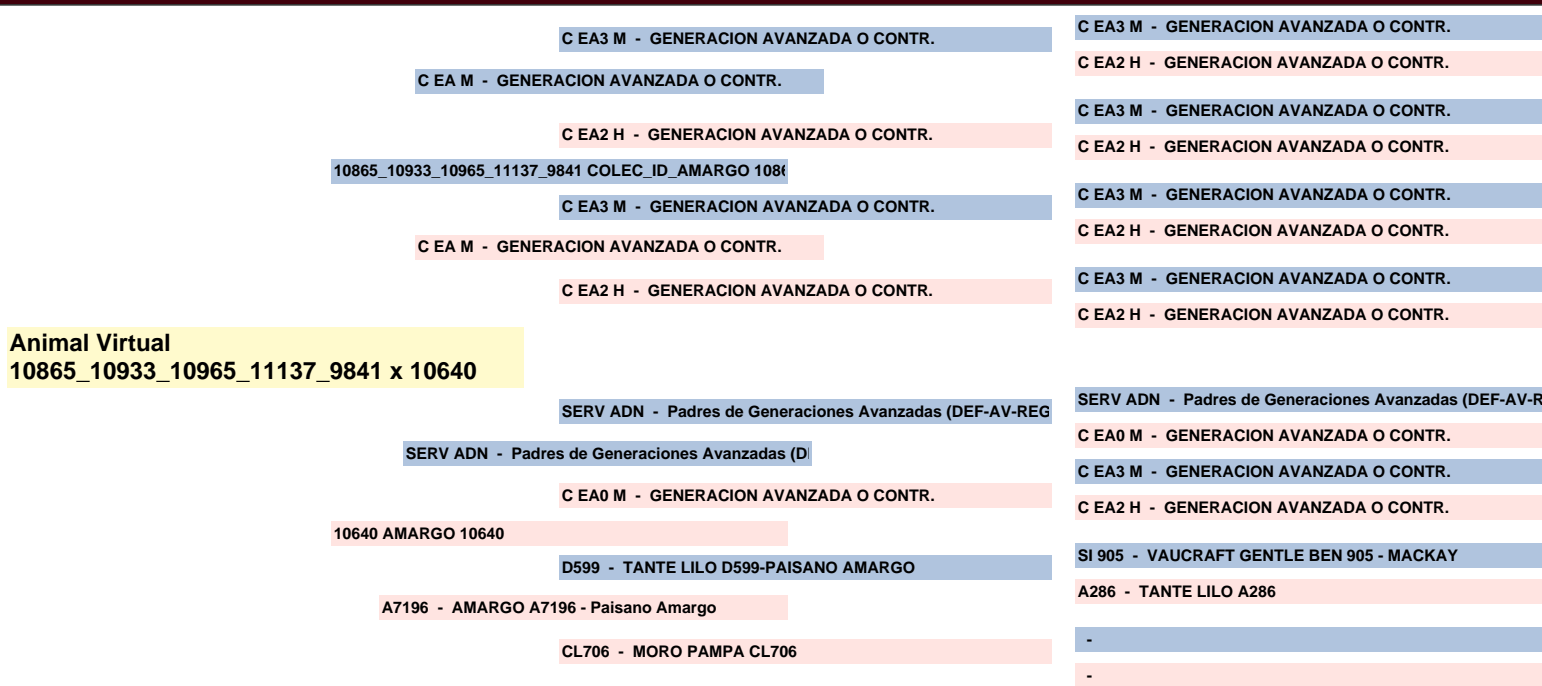 C EA3 M - GENERACION AVANZADA O CONTR.
C EA3 M - GENERACION AVANZADA O CONTR.
C EA2 H - GENERACION AVANZADA O CONTR.
C EA M - GENERACION AVANZADA O CONTR.
C EA3 M - GENERACION AVANZADA O CONTR.
C EA2 H - GENERACION AVANZADA O CONTR.
C EA2 H - GENERACION AVANZADA O CONTR.
10865_10933_10965_11137_9841 COLEC_ID_AMARGO 1086
C EA3 M - GENERACION AVANZADA O CONTR.
C EA3 M - GENERACION AVANZADA O CONTR.
C EA2 H - GENERACION AVANZADA O CONTR.
C EA M - GENERACION AVANZADA O CONTR.
C EA3 M - GENERACION AVANZADA O CONTR.
C EA2 H - GENERACION AVANZADA O CONTR.
C EA2 H - GENERACION AVANZADA O CONTR.
Animal Virtual
10865_10933_10965_11137_9841 x 10640
SERV ADN - Padres de Generaciones Avanzadas (DEF-AV-R
SERV ADN - Padres de Generaciones Avanzadas (DEF-AV-REG
C EA0 M - GENERACION AVANZADA O CONTR.
SERV ADN - Padres de Generaciones Avanzadas (D
C EA3 M - GENERACION AVANZADA O CONTR.
C EA0 M - GENERACION AVANZADA O CONTR.
C EA2 H - GENERACION AVANZADA O CONTR.
10640 AMARGO 10640
SI 905 - VAUCRAFT GENTLE BEN 905 - MACKAY
D599 - TANTE LILO D599-PAISANO AMARGO
A286 - TANTE LILO A286
A7196 - AMARGO A7196 - Paisano Amargo
-
CL706 - MORO PAMPA CL706
-